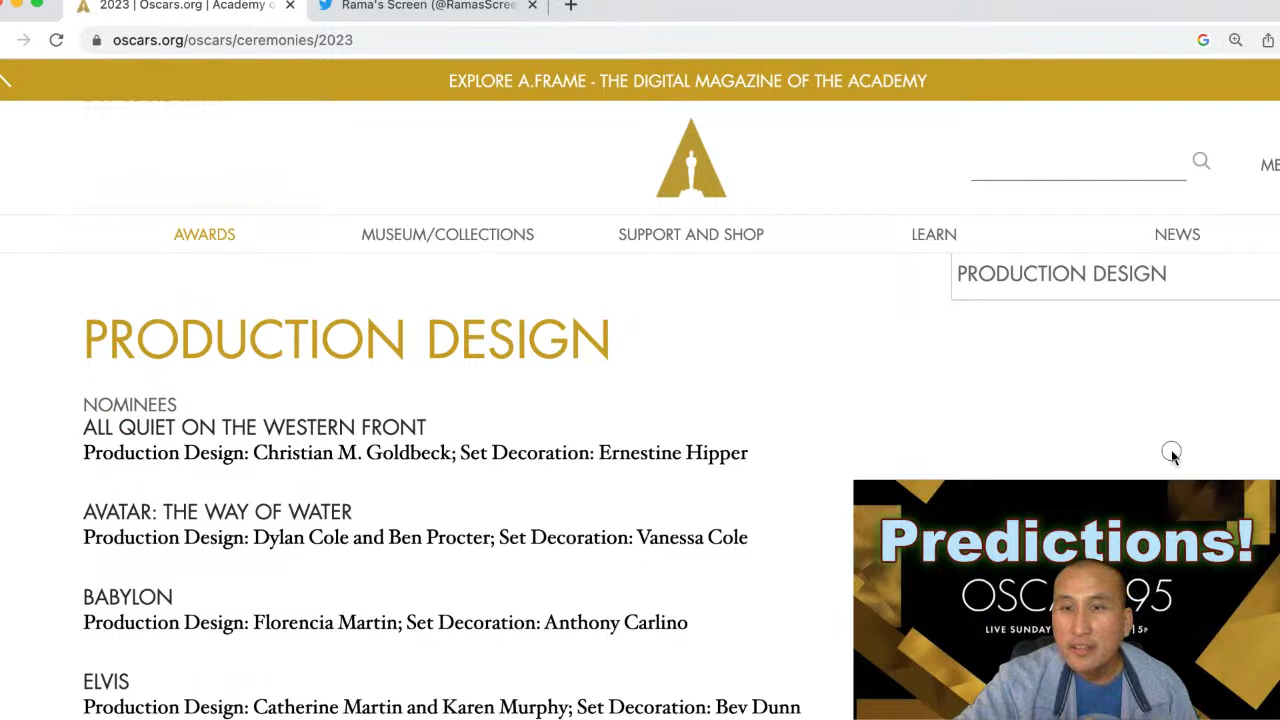 2023 | Oscars.org | Academy o
Rama's Screen (@RamasScree
oscars.org/oscars/ceremonies/2023
EXPLORE A.FRAME - THE DIGITAL MAGAZINE OF THE ACADEMY
ME
AWARDS
MUSEUM/COLLECTIONS
SUPPORT AND SHOP
LEARN
NEWS
PRODUCTION DESIGN
PRODUCTION DESIGN
NOMINEES
ALL QUIET ON THE WESTERN FRONT
Production Design: Christian M. Goldbeck; Set Decoration: Ernestine Hipper
AVATAR: THE WAY OF WATER
Production Design: Dylan Cole and Ben Procter; Set Decoration: Vanessa Cole
BABYLON
Production Design: Florencia Martin; Set Decoration: Anthony Carlino
ELVIS
Production Design: Catherine Martin and Karen Murphy; Set Decoration: Bev Dunn
Predictions!
OSCA 95
LIVE SUNDAY 15P